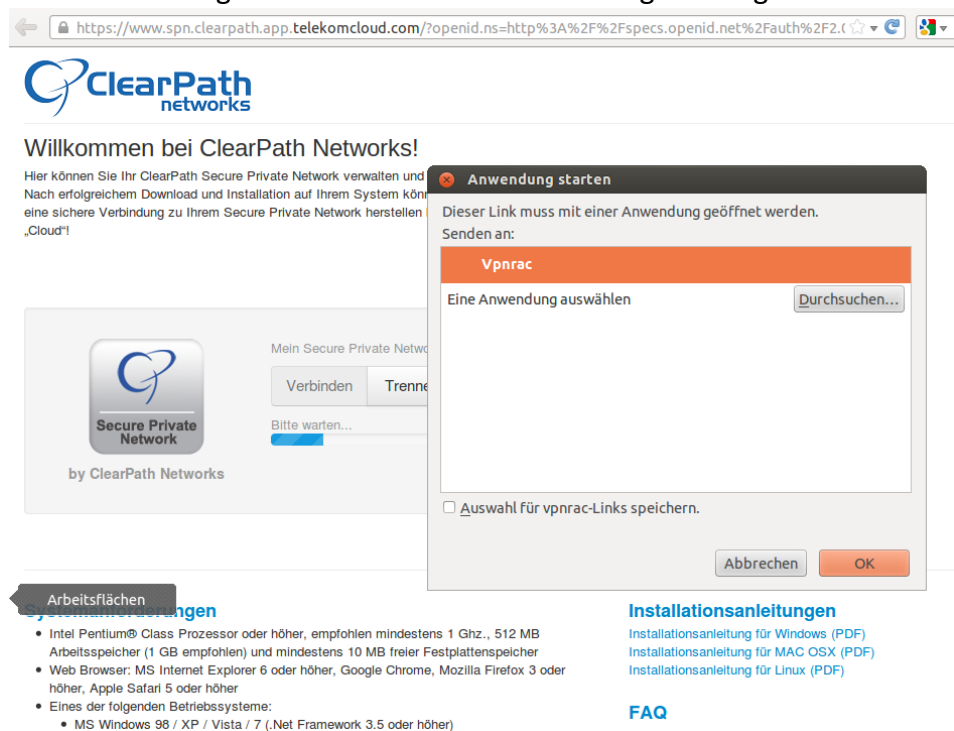 https://www.spn.clearpath.app.telekomcloud.com/?openid.ns=http%3A%2F%2Fspecs.openid.net%2Fauth%2F2.
ClearPath
networks
Willkommen bei ClearPath Networks!
Hier können Sie Ihr ClearPath Secure Private Network verwalten und
Nach erfolgreichem Download und Installation auf Ihrem System
eine sichere Verbindung zu Ihrem Secure Private Network herstellen
„Cloud“!
Anwendung starten
Dieser Link muss mit einer Anwendung geöffnet werden.
Senden an:
Vpnrac
Eine Anwendung auswählen
Durchsuchen...
Auswahl für vpnrac-Links speichern.
Abbrechen
OK
Mein Secure Private
Verbinden
Bitte warten...
Secure Private
Network
by ClearPath Networks
Arbeitsflächen
Systemanforderungen
• Intel Pentium® Class Prozessor oder höher, empfohlen mindestens 1 Ghz., 512 MB
Arbeitsspeicher (1 GB empfohlen) und mindestens 10 MB freier Festplattenspeicher
• Web Browser: MS Internet Explorer 6 oder höher, Google Chrome, Mozilla Firefox 3 oder
höher, Apple Safari 5 oder höher
• Eines der folgenden Betriebssysteme:
• MS Windows 98 / XP / Vista / 7 (.Net Framework 3.5 oder höher)
Installationsanleitungen
Installationsanleitung für Windows (PDF)
Installationsanleitung für MAC OSX (PDF)
Installationsanleitung für Linux (PDF)
FAQ